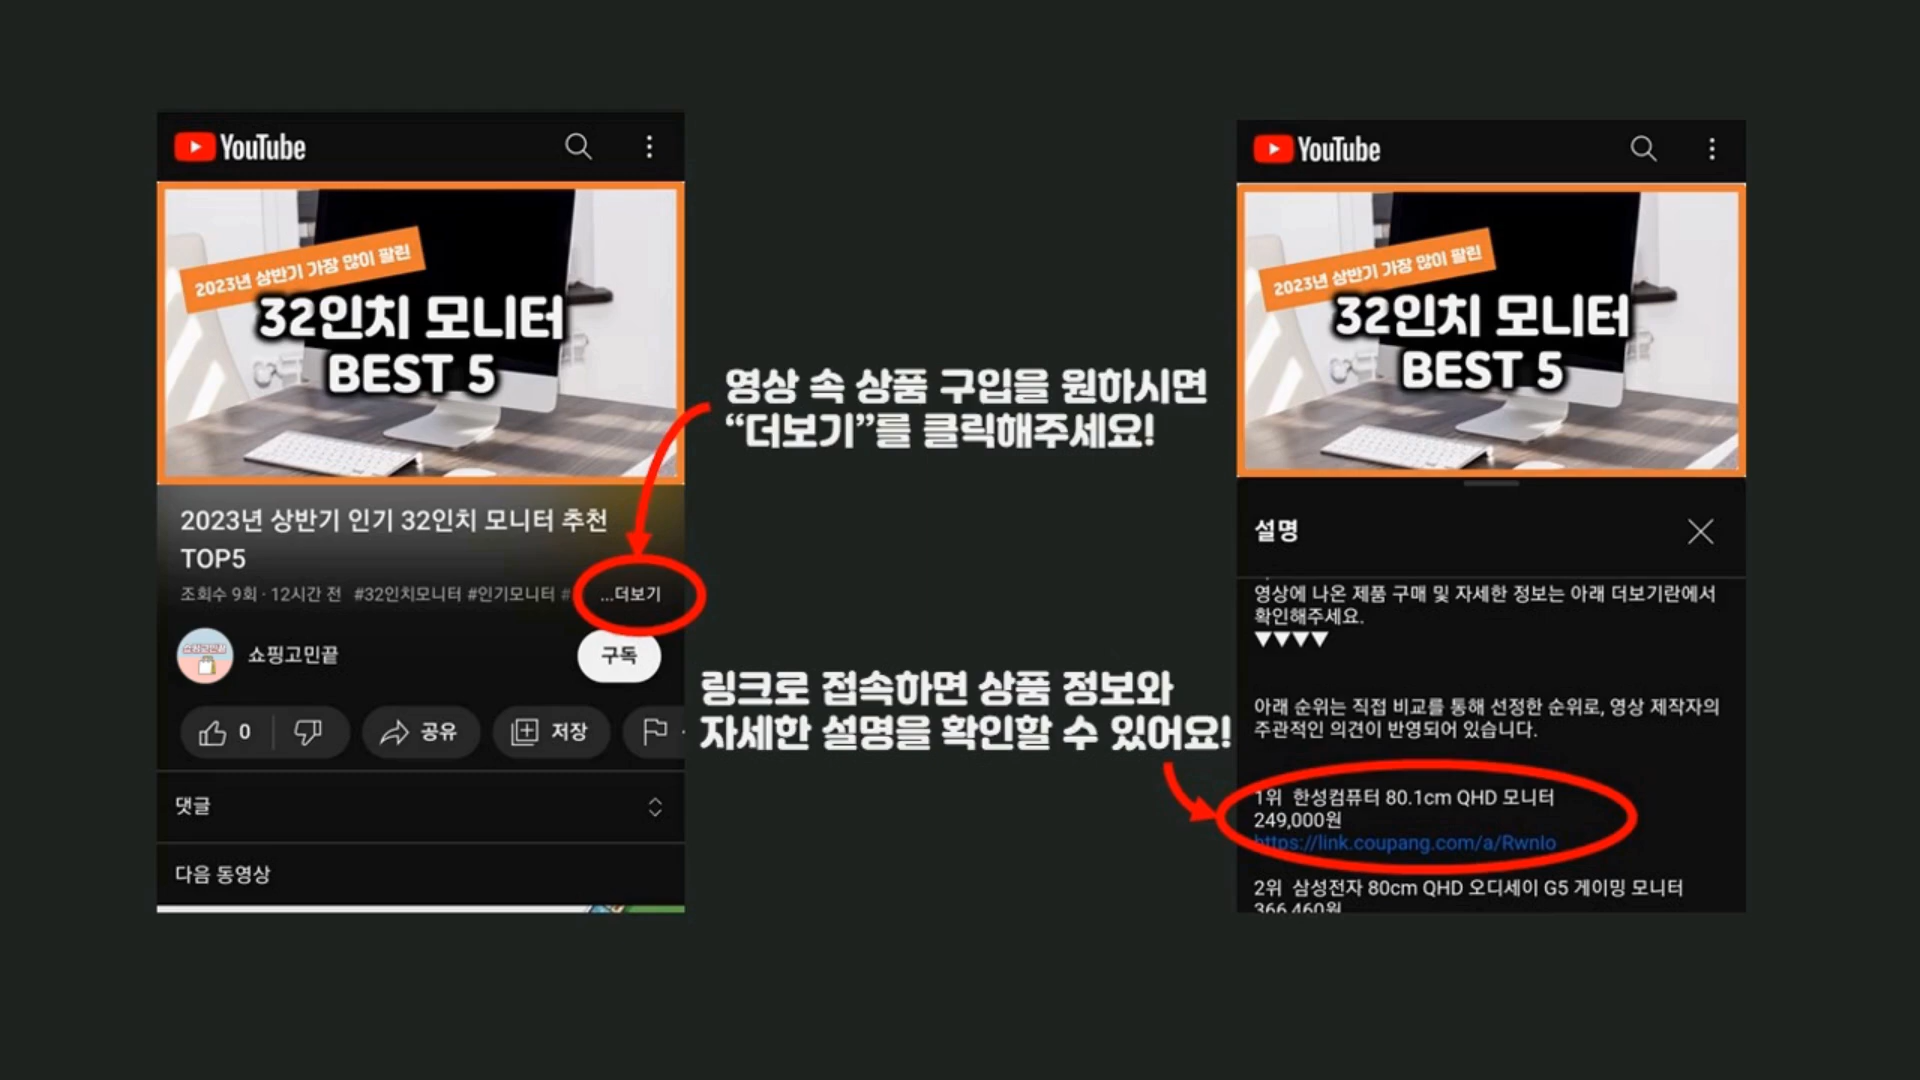 YouTube
2023년 상반기 가장 많이 팔린
32인치 모니터
BEST 5
2023년 상반기 인기 32인치 모니터 추천
TOP5
조회수 9회 · 12시간 전 #32인치모니터 #인기모니터 # ...더보기
쇼핑고민끝
쇼핑고민끝
구독
0
공유
저장
댓글
다음 동영상
영상 속 상품 구입을 원하시면
“더보기”를 클릭해주세요!
링크로 접속하면 상품 정보와
자세한 설명을 확인할 수 있어요!
YouTube
2023년 상반기 가장 많이 팔린
32인치 모니터
BEST 5
설명
영상에 나온 제품 구매 및 자세한 정보는 아래 더보기란에서
확인해주세요.
▼▼▼▼
아래 순위는 직접 비교를 통해 선정한 순위로, 영상 제작자의
주관적인 의견이 반영되어 있습니다.
1위 한성컴퓨터 80.1cm QHD 모니터
249,000원
https://link.coupang.com/a/RwnIo
2위 삼성전자 80cm QHD 오디세이 G5 게이밍 모니터
366,460원